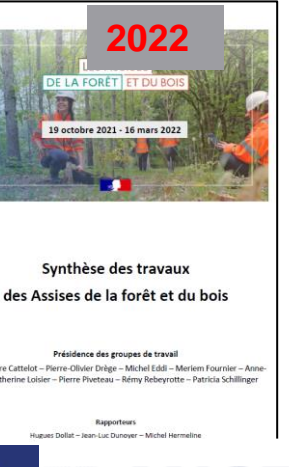 2022
DE LA FORÊT ET DU BOIS
19 octobre 2021 - 16 mars 2022
Synthèse des travaux
des Assises de la forêt et du bois
Présidence des groupes de travail
re Cattelot – Pierre-Olivier Drège – Michel Eddi – Meriem Fournier – Anne-
therine Loisier – Pierre Piveteau – Rémy Rebeyrotte – Patricia Schillinger
Rapporteurs
Hugues Dollat – Jean-Luc Dunoyer – Michel Hermeline